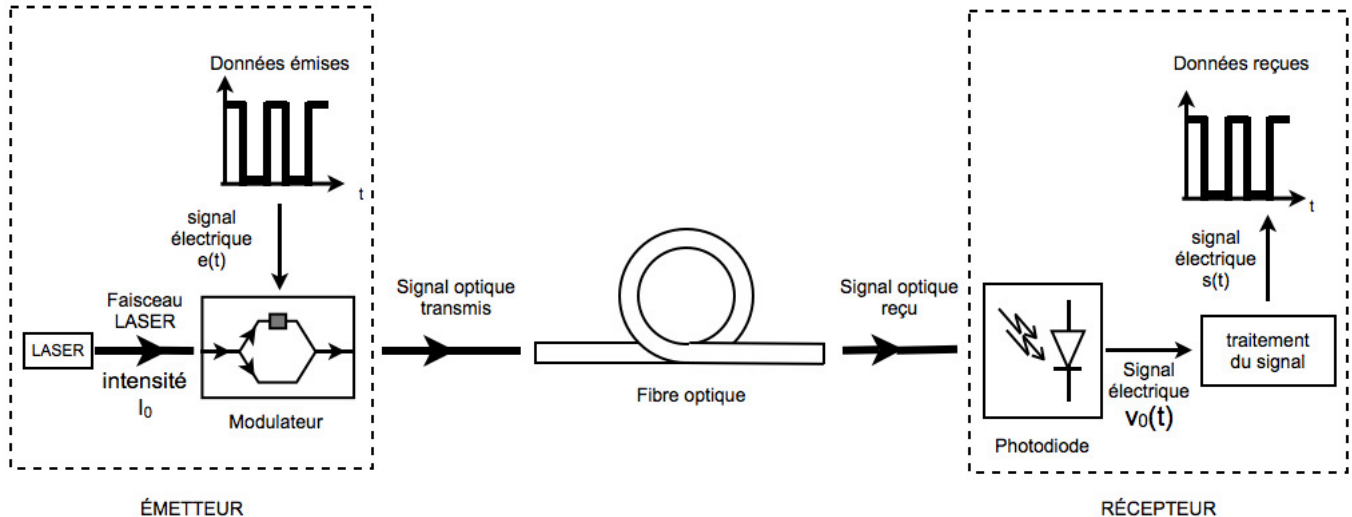 Données émises
t
signal
électrique
e(t)
Faisceau
LASER
LASER
intensité
I₀
Modulateur
Signal optique
transmis
Fibre optique
Signal optique
reçu
Photodiode
Signal
électrique
v₀(t)
Données reçues
t
signal
électrique
s(t)
traitement
du signal
ÉMETTEUR
RÉCEPTEUR